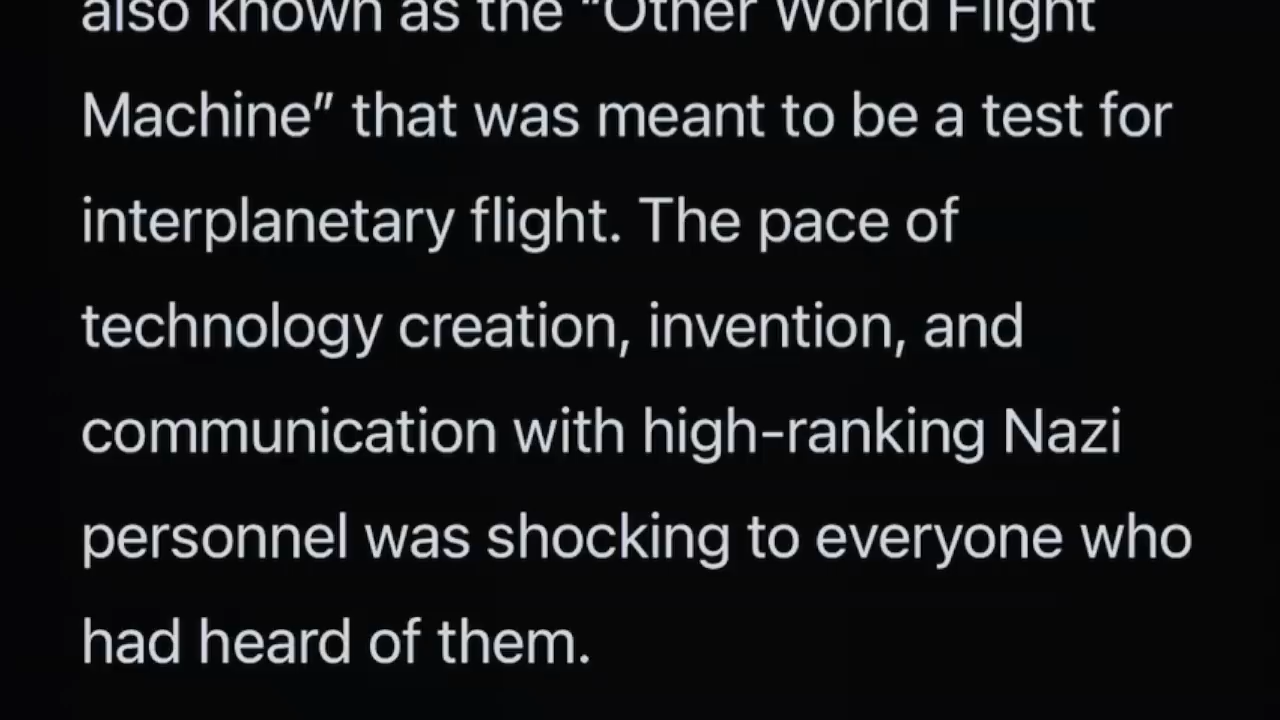 also known as the "Other World Flight
Machine" that was meant to be a test for
interplanetary flight. The pace of
technology creation, invention, and
communication with high-ranking Nazi
personnel was shocking to everyone who
had heard of them.